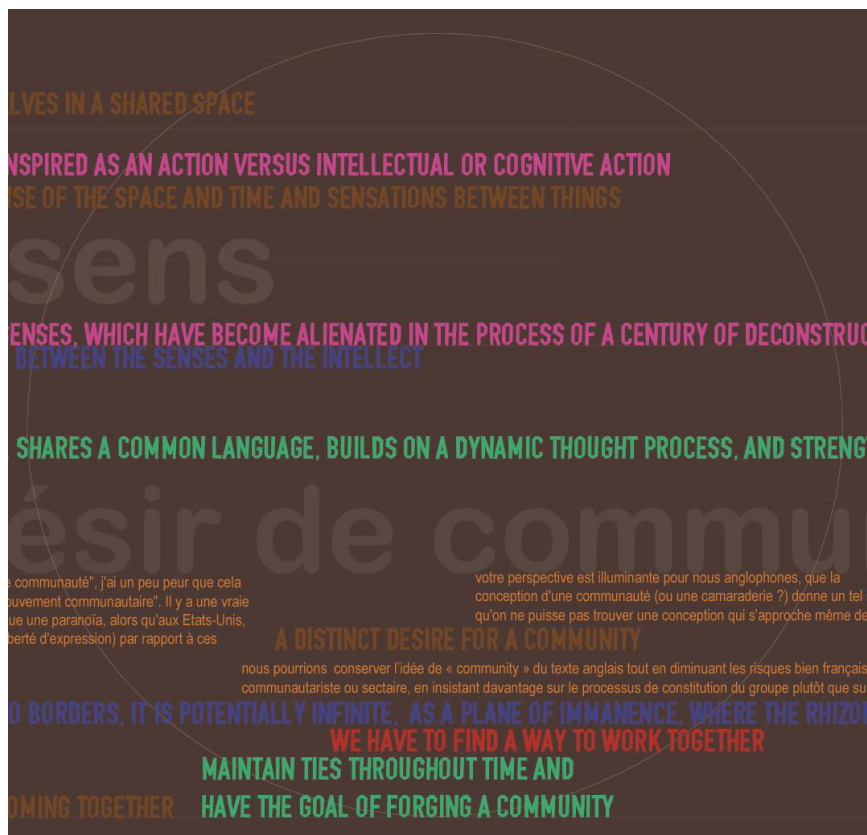 LVES IN A SHARED SPACE
NSPIRED AS AN ACTION VERSUS INTELLECTUAL OR COGNITIVE ACTION
SE OF THE SPACE AND TIME AND SENSATIONS BETWEEN THINGS
sens
ENSES, WHICH HAVE BECOME ALIENATED IN THE PROCESS OF A CENTURY OF DECONSTRUC
BETWEEN THE SENSES AND THE INTELLECT
SHARES A COMMON LANGUAGE, BUILDS ON A DYNAMIC THOUGHT PROCESS, AND STRENG
ésir de commu
e communauté", j'ai un peu peur que cela
ouvement communautaire". Il y a une vraie
ue une paranoïa, alors qu'aux Etats-Unis,
berté d'expression) par rapport à ces
votre perspective est illuminante pour nous anglophones, que la
conception d'une communauté (ou une camaraderie ?) donne un tel
qu'on ne puisse pas trouver une conception qui s'approche même de
A DISTINCT DESIRE FOR A COMMUNITY
nous pourrions conserver l'idée de « community » du texte anglais tout en diminuant les risques bien français
communautariste ou sectaire, en insistant davantage sur le processus de constitution du groupe plutôt que su
O BORDERS, IT IS POTENTIALLY INFINITE, AS A PLANE OF IMMANENCE, WHERE THE RHIZO
WE HAVE TO FIND A WAY TO WORK TOGETHER
MAINTAIN TIES THROUGHOUT TIME AND
OMING TOGETHER
HAVE THE GOAL OF FORGING A COMMUNITY